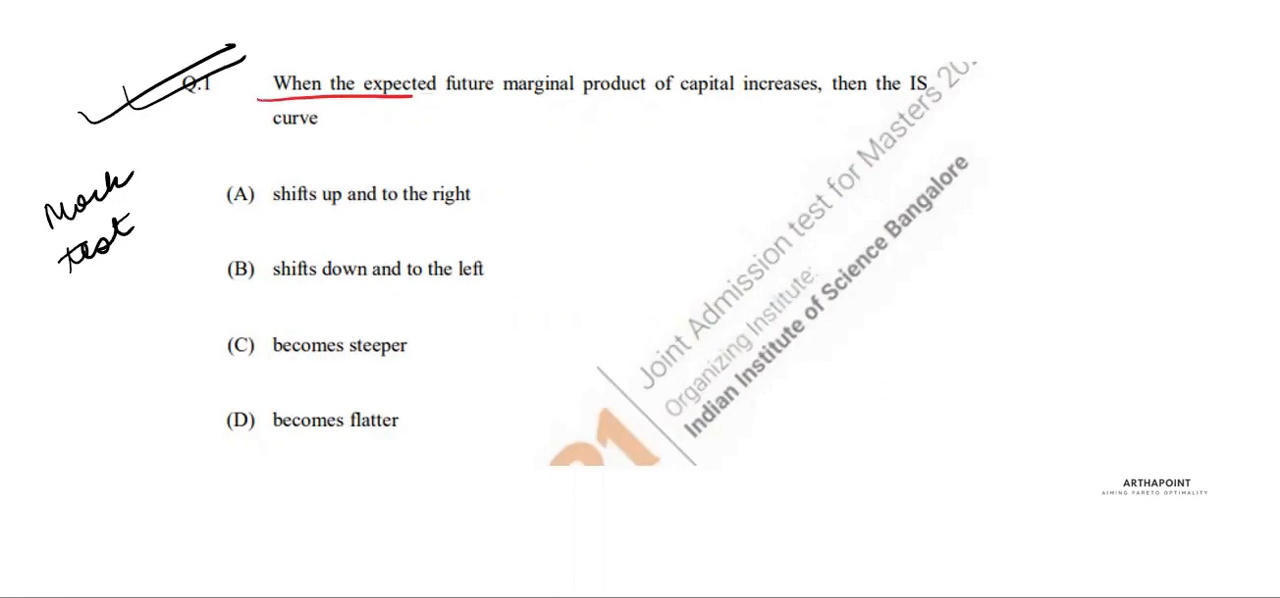 Q.1 When the expected future marginal product of capital increases, then the IS
curve
Mock
test
(A) shifts up and to the right
(B) shifts down and to the left
(C) becomes steeper
(D) becomes flatter
Joint Admission test for Masters 20
Organizing Institute:
Indian Institute of Science Bangalore
ARTHAPOINT
AIMING PARETO OPTIMALITY